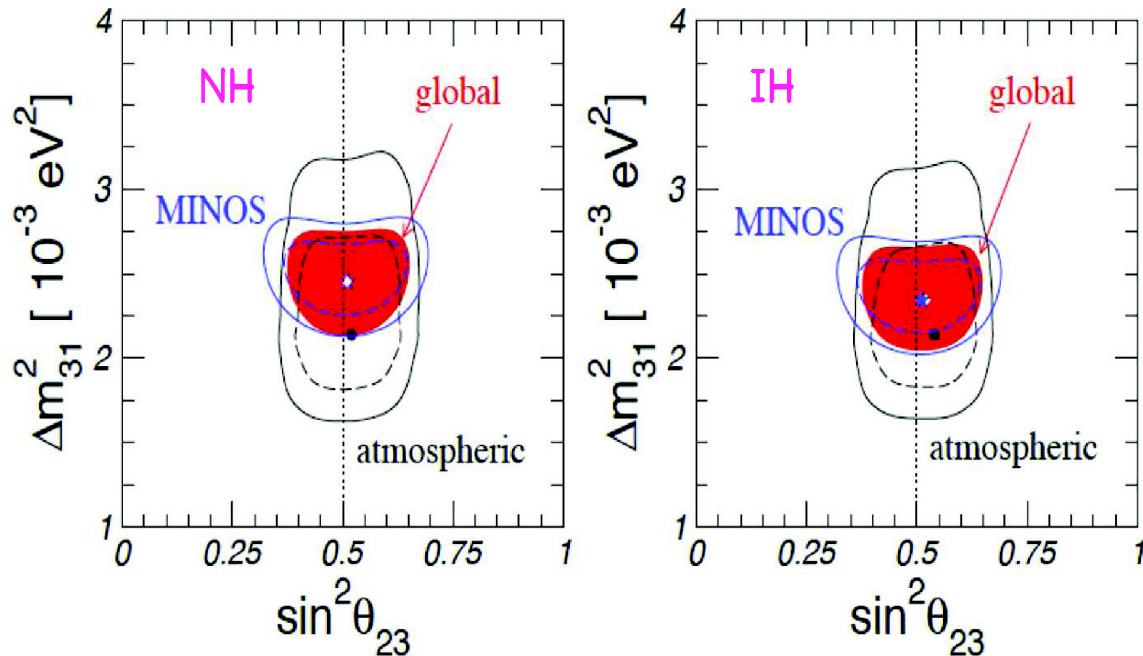 NH
global
MINOS
atmospheric
Δm²₃₁ [ 10⁻³ eV²]
4
3
2
1
0 0.25 0.5 0.75 1
sin²θ₂₃
IH
global
MINOS
atmospheric
Δm²₃₁ [ 10⁻³ eV²]
4
3
2
1
0 0.25 0.5 0.75 1
sin²θ₂₃